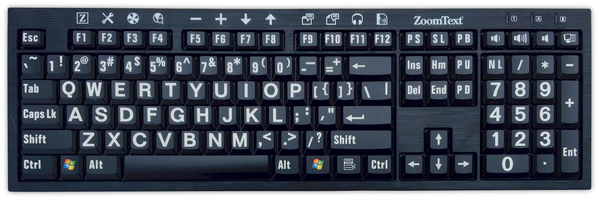 Z ZoomText T A S
Esc F1 F2 F3 F4 F5 F6 F7 F8 F9 F10 F11 F12 PS SL PB
`~ 1! 2@ 3# 4$ 5% 6^ 7& 8* 9( 0) -_ =+ ← Ins Hm PU NL / * -
Tab Q W E R T Y U I O P [{ ]} \| Del End PD 7 8 9 +
Caps Lk A S D F G H J K L ;: '" ← 4 5 6
Shift Z X C V B N M ,< .> /? Shift ↑ 1 2 3 Ent
Ctrl Alt Alt Ctrl ← ↓ → 0 .